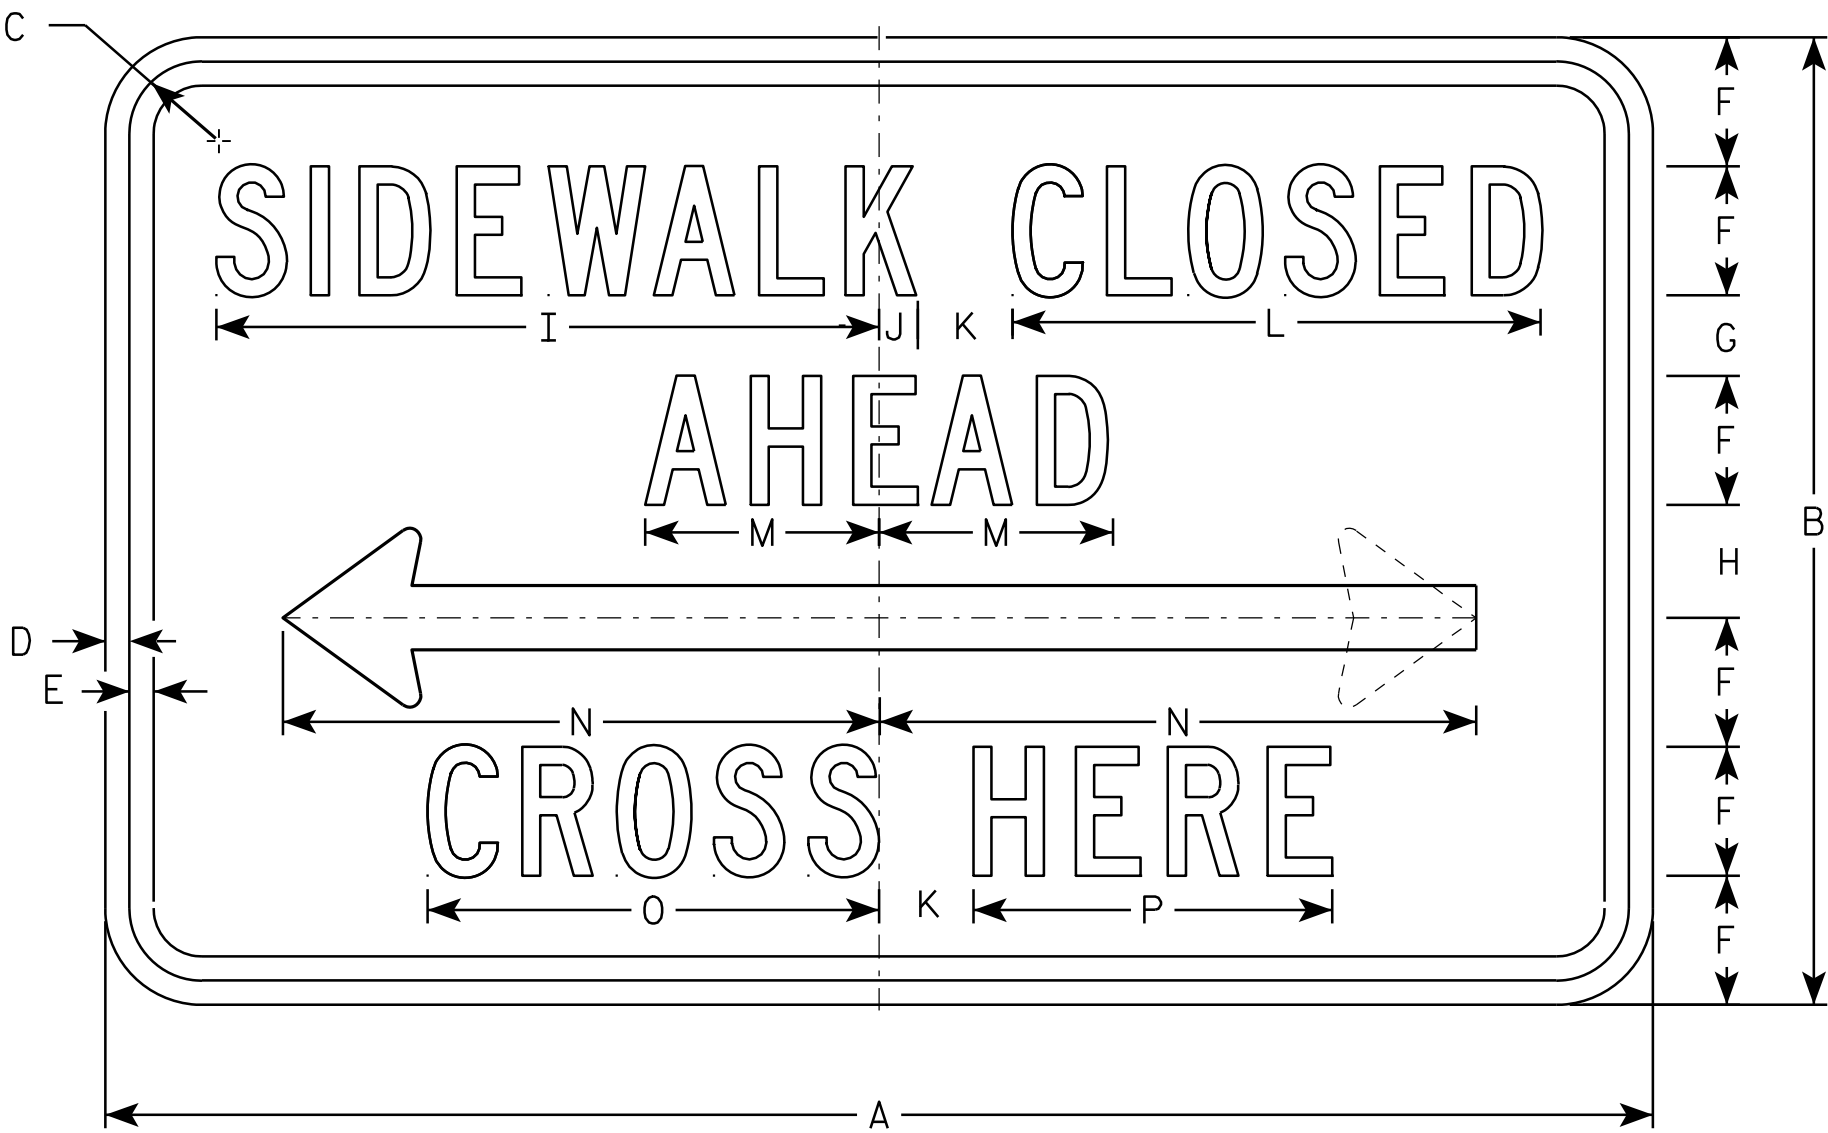 C
F
SIDEWALK CLOSED
F
I J K L
G
AHEAD
F
M M
B
H
D
E
F
N N
CROSS HERE
F
O K P
F
A